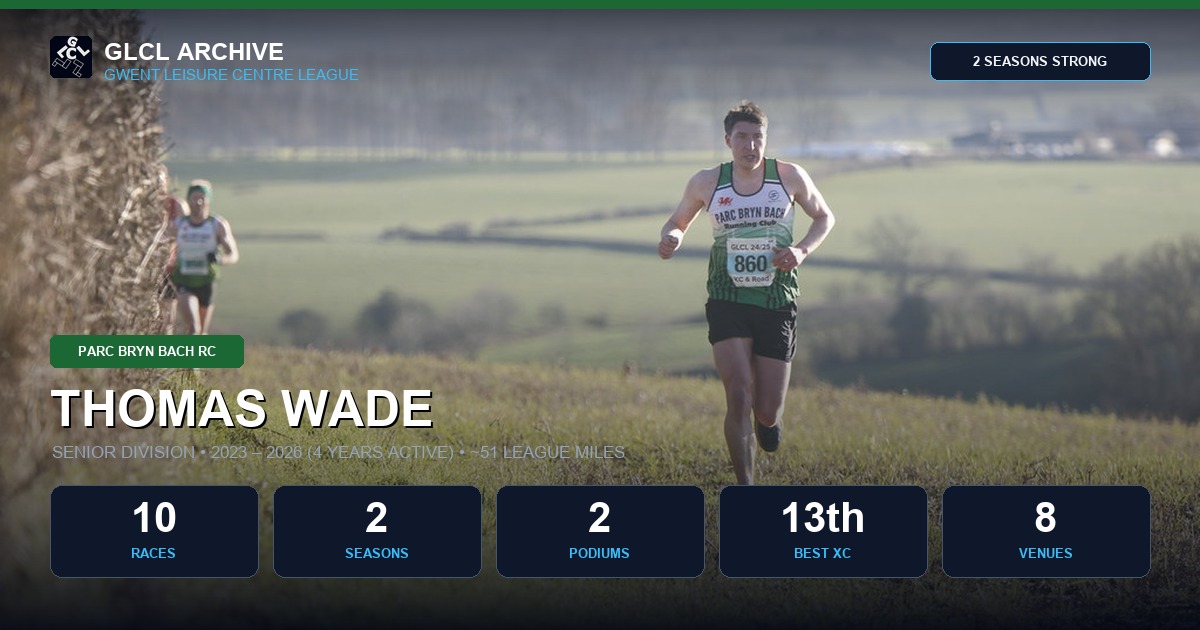 GLCL ARCHIVE
GWENT LEISURE CENTRE LEAGUE
2 SEASONS STRONG
PARC BRYN BACH
Running Club
GLCL 24/25
860
XC & Road
PARC BRYN BACH RC
THOMAS WADE
SENIOR DIVISION • 2023 – 2026 (4 YEARS ACTIVE) • ~51 LEAGUE MILES
10
RACES
2
SEASONS
2
PODIUMS
13th
BEST XC
8
VENUES